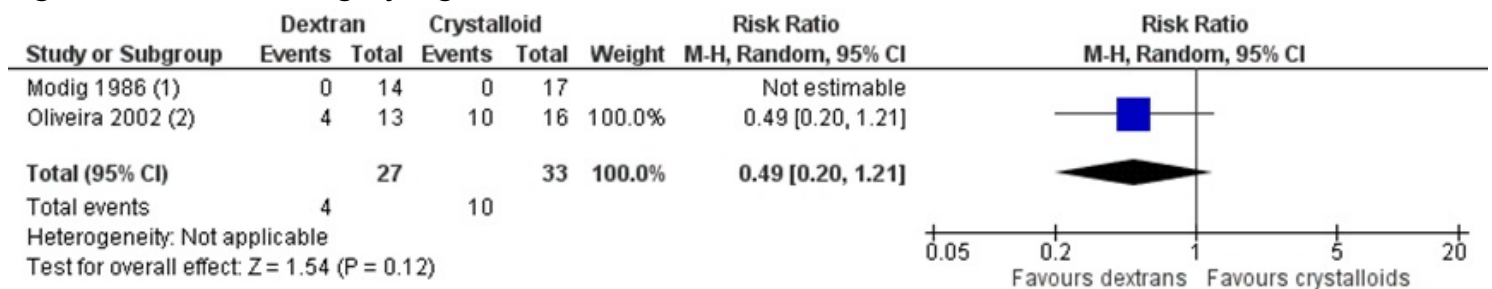 Dextran Crystalloid Risk Ratio Risk Ratio
Study or Subgroup Events Total Events Total Weight M-H, Random, 95% CI M-H, Random, 95% CI
Modig 1986 (1) 0 14 0 17 Not estimable
Oliveira 2002 (2) 4 13 10 16 100.0% 0.49 [0.20, 1.21]
Total (95% CI) 27 33 100.0% 0.49 [0.20, 1.21]
Total events 4 10
Heterogeneity: Not applicable
Test for overall effect: Z = 1.54 (P = 0.12)
0.05 0.2 1 5 20
Favours dextrans Favours crystalloids